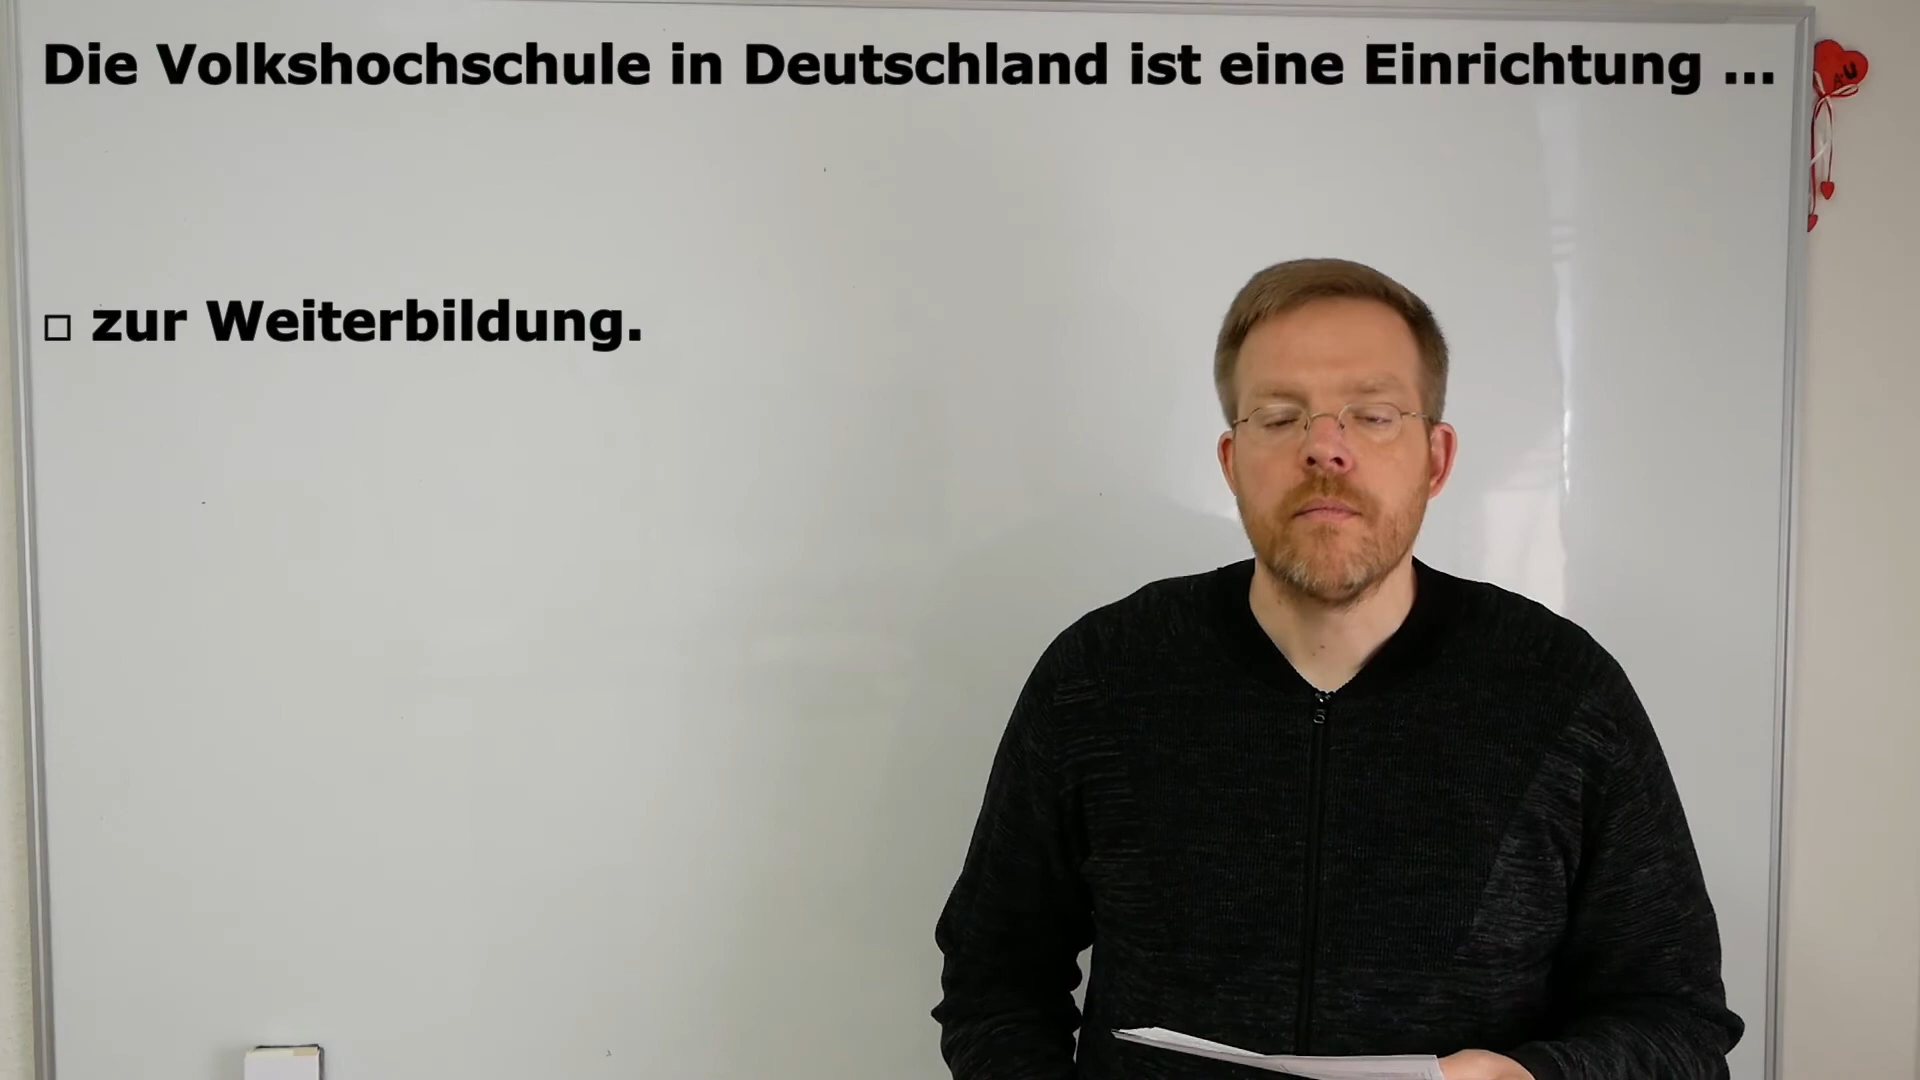 Die Volkshochschule in Deutschland ist eine Einrichtung ...
□ zur Weiterbildung.